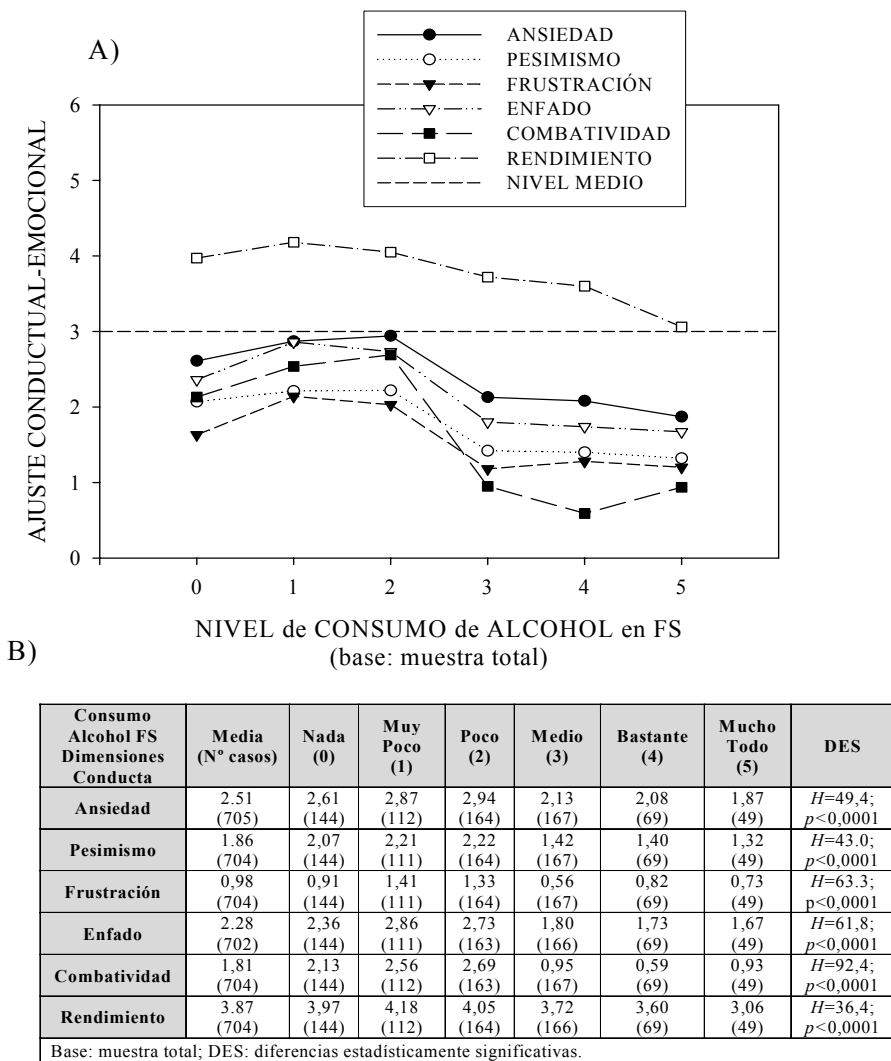 A)
ANSIEDAD
PESIMISMO
FRUSTRACIÓN
ENFADO
COMBATIVIDAD
RENDIMIENTO
NIVEL MEDIO
AJUSTE CONDUCTUAL-EMOCIONAL
6
5
4
3
2
1
0
0 1 2 3 4 5
NIVEL de CONSUMO de ALCOHOL en FS
(base: muestra total)
B)
Consumo Alcohol FS Dimensiones Conducta | Media (Nº casos) | Nada (0) | Muy Poco (1) | Poco (2) | Medio (3) | Bastante (4) | Mucho Todo (5) | DES
Ansiedad | 2.51 (705) | 2,61 (144) | 2,87 (112) | 2,94 (164) | 2,13 (167) | 2,08 (69) | 1,87 (49) | H=49,4; p<0,0001
Pesimismo | 1.86 (704) | 2,07 (144) | 2,21 (111) | 2,22 (164) | 1,42 (167) | 1,40 (69) | 1,32 (49) | H=43.0; p<0,0001
Frustración | 0,98 (704) | 0,91 (144) | 1,41 (111) | 1,33 (164) | 0,56 (167) | 0,82 (69) | 0,73 (49) | H=63.3; p<0,0001
Enfado | 2.28 (702) | 2,36 (144) | 2,86 (111) | 2,73 (163) | 1,80 (166) | 1,73 (69) | 1,67 (49) | H=61,8; p<0,0001
Combatividad | 1,81 (704) | 2,13 (144) | 2,56 (112) | 2,69 (163) | 0,95 (167) | 0,59 (69) | 0,93 (49) | H=92,4; p<0,0001
Rendimiento | 3.87 (704) | 3,97 (144) | 4,18 (112) | 4,05 (164) | 3,72 (166) | 3,60 (69) | 3,06 (49) | H=36,4; p<0,0001
Base: muestra total; DES: diferencias estadísticamente significativas.